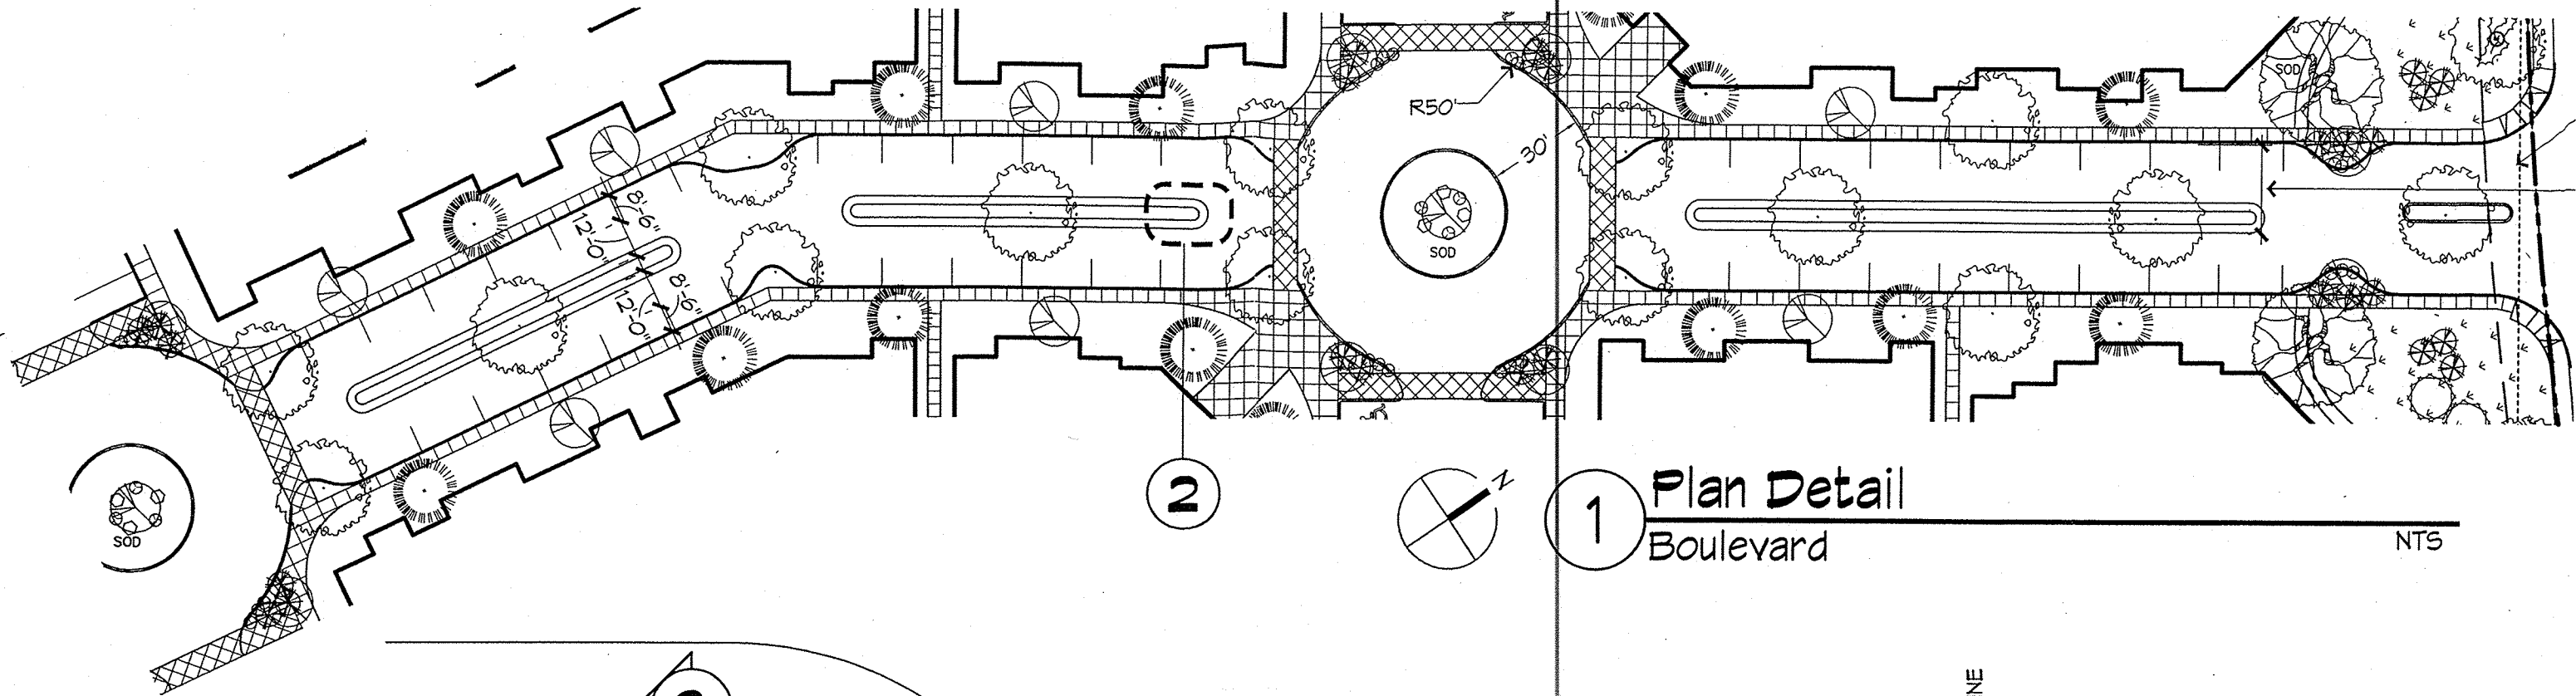 SOD
R50'
30'
8'-6"
12'-0"
8'-6"
12'-0"
SOD
SOD
2
N
1
Plan Detail
Boulevard
NTS
NE